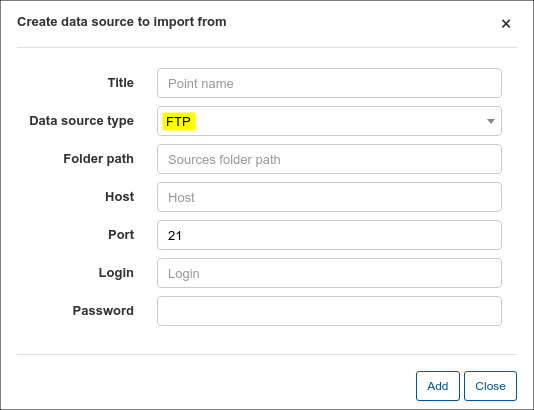 Create data source to import from ×
Title Point name
Data source type FTP
Folder path Sources folder path
Host Host
Port 21
Login Login
Password
Add Close